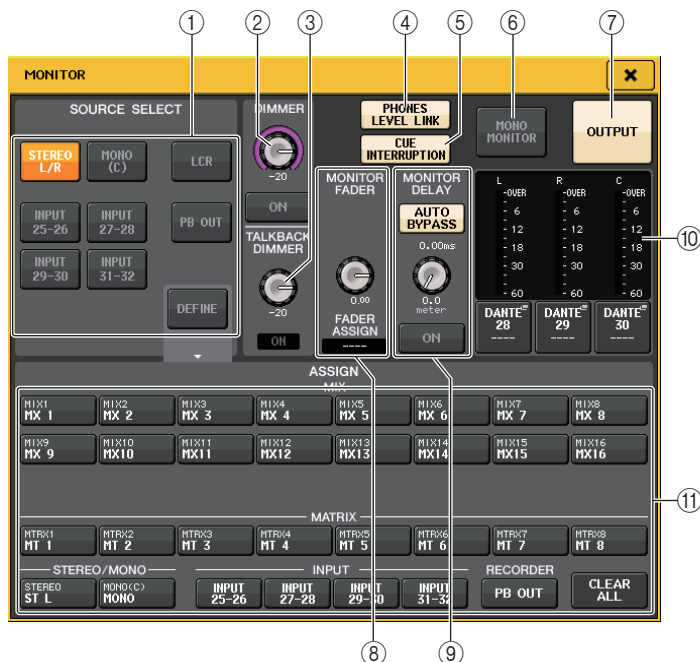 ① ② ③ ④ ⑤ ⑥ ⑦
MONITOR
SOURCE SELECT
STEREO L/R
MONO (C)
LCR
INPUT 25-26
INPUT 27-28
PB OUT
INPUT 29-30
INPUT 31-32
DEFINE
DIMMER
-20
ON
TALKBACK DIMMER
-20
ON
PHONES LEVEL LINK
CUE INTERRUPTION
MONITOR FADER
0.00
FADER ASSIGN
----
MONITOR DELAY
AUTO BYPASS
0.00ms
0.0
meter
ON
MONO MONITOR
OUTPUT
L R C
-OVER -OVER -OVER
- 6 - 6 - 6
- 12 - 12 - 12
- 18 - 18 - 18
- 30 - 30 - 30
- 60 - 60 - 60
DANTE 28 ----
DANTE 29 ----
DANTE 30 ----
⑩
ASSIGN
MIX
MIX1 MX 1
MIX2 MX 2
MIX3 MX 3
MIX4 MX 4
MIX5 MX 5
MIX6 MX 6
MIX7 MX 7
MIX8 MX 8
MIX9 MX 9
MIX10 MX10
MIX11 MX11
MIX12 MX12
MIX13 MX13
MIX14 MX14
MIX15 MX15
MIX16 MX16
⑪
MATRIX
MTRX1 MT 1
MTRX2 MT 2
MTRX3 MT 3
MTRX4 MT 4
MTRX5 MT 5
MTRX6 MT 6
MTRX7 MT 7
MTRX8 MT 8
STEREO/MONO
STEREO ST L
MONO(C) MONO
INPUT
INPUT 25-26
INPUT 27-28
INPUT 29-30
INPUT 31-32
RECORDER
PB OUT
CLEAR ALL
⑧ ⑨